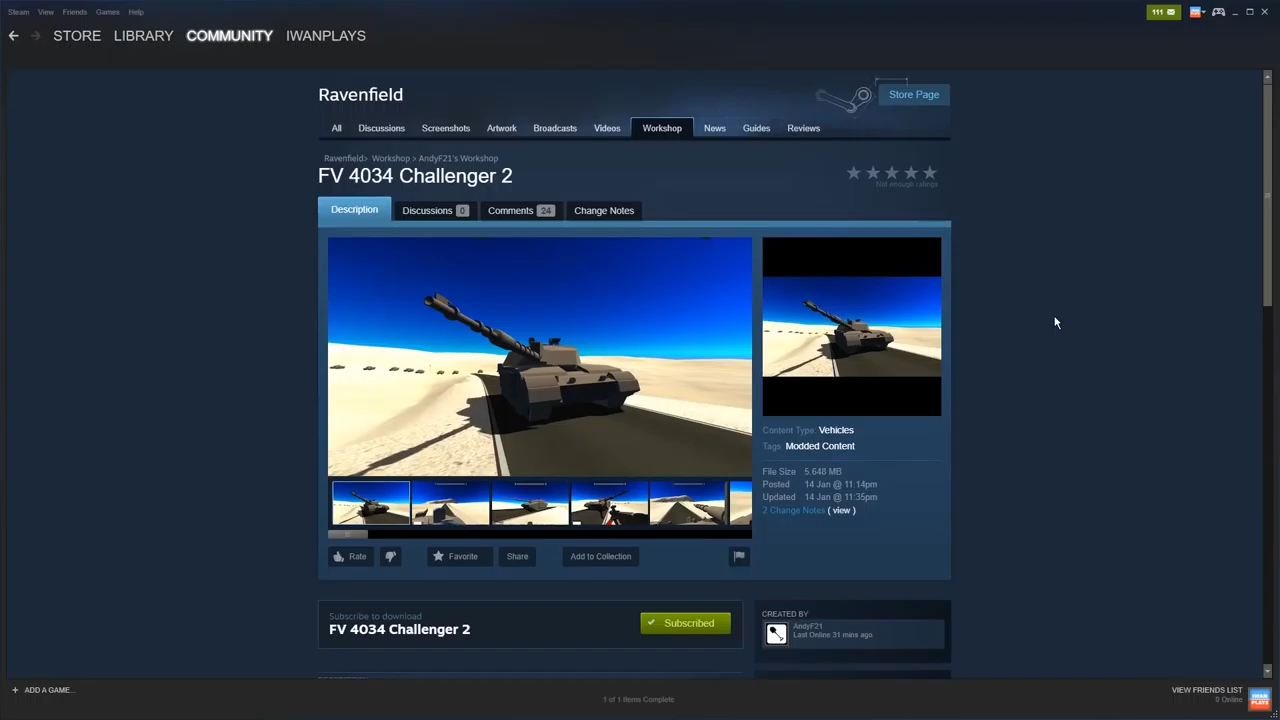 Steam View Friends Games Help
111
STORE LIBRARY COMMUNITY IWANPLAYS
Ravenfield
Store Page
All Discussions Screenshots Artwork Broadcasts Videos Workshop News Guides Reviews
Ravenfield> Workshop > AndyF21's Workshop
FV 4034 Challenger 2
Not enough ratings
Description Discussions 0 Comments 24 Change Notes
Content Type: Vehicles
Tags Modded Content
File Size 5.648 MB
Posted 14 Jan @ 11:14pm
Updated 14 Jan @ 11:35pm
2 Change Notes ( view )
Rate Favorite Share Add to Collection
Subscribe to download
FV 4034 Challenger 2
Subscribed
CREATED BY
AndyF21
Last Online 31 mins ago
+ ADD A GAME...
1 of 1 Items Complete
VIEW FRIENDS LIST
9 Online